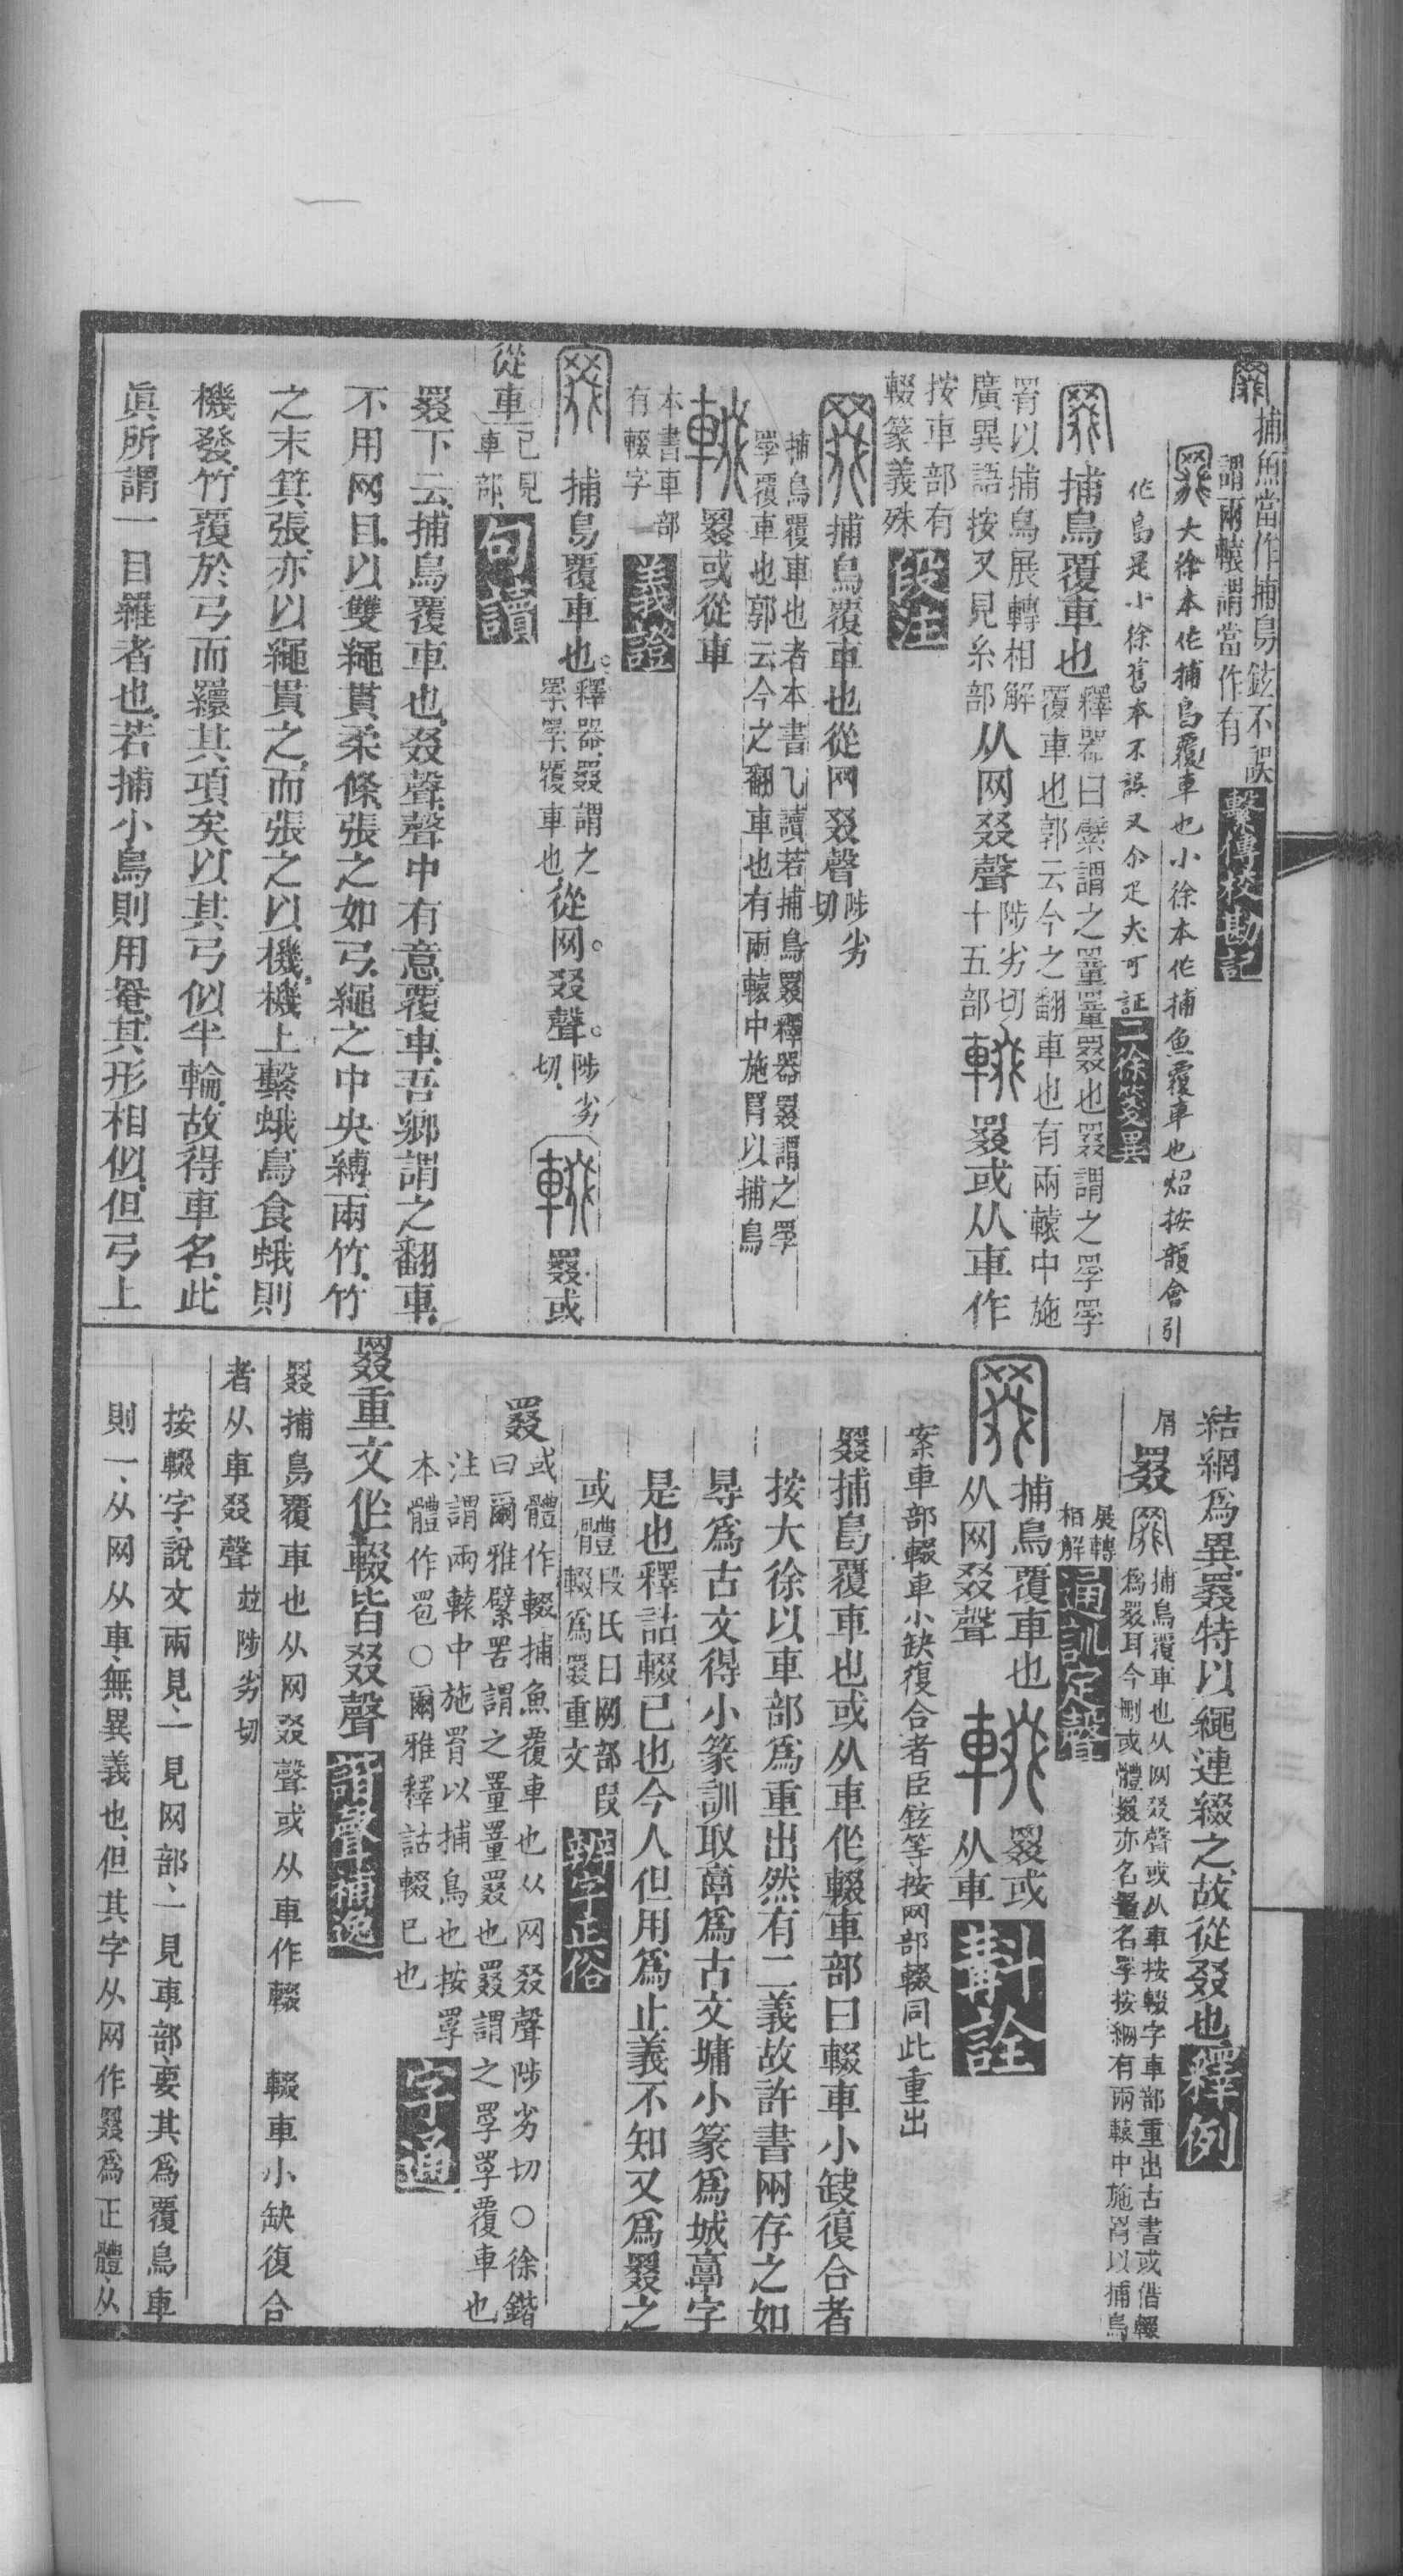 捕魚當作捕鳥鉉不誤
謂兩轅謂當作有
繫傳校勘記
大徐本作捕鳥覆車也小徐本作捕魚覆車也炤按韻會引
作鳥是小徐舊本不誤又介疋大可証
二徐箋異
捕鳥覆車也
釋器曰繴謂之罿罿罬也罬謂之罦罦
覆車也郭云今之翻車也有兩轅中施
罥以捕鳥展轉相解
廣異語按又見糸部
从网叕聲
陟劣切
十五部
罬或从車作
按車部有
輟篆義殊
段注
捕鳥覆車也從网叕聲
陟劣
切
捕鳥覆車也者本書乁讀若捕鳥罬釋器罬謂之罦
罦覆車也郭云今之翻車也有兩轅中施罥以捕鳥
罬或從車
本書車部
有輟字
義證
捕鳥覆車也。
釋器、罬謂之
罦、罦、覆車也
從网。叕聲。
陟劣
切、
罬或
從車
已見
車部、
句讀
罬下云、捕鳥覆車也、叕聲、聲中有意、覆車、吾鄉謂之翻車、
不用网目、以雙繩貫柔條、張之如弓、繩之中央縛兩竹、竹
之末箕張、亦以繩貫之、而張之以機、機上繫蛾、鳥食蛾則
機發、竹覆於弓而羂其項矣、以其弓似半輪、故得車名、此
眞所謂一目羅者也、若捕小鳥則用罨、其形相似、但弓上
結網爲異、罬特以繩連綴之、故從叕也、
釋例
屑
罬
捕鳥覆車也从网叕聲或从車按輟字車部重出古書或借輟
爲罬耳今刪或體罬亦名罿名罦按網有兩轅中施罥以捕鳥
展轉
相解
通訓定聲
捕鳥覆車也
从网叕聲
罬或
从車
斠詮
案車部輟車小缺復合者臣鉉等按网部輟同此重出
罬捕鳥覆車也或从車作輟車部曰輟車小缺復合者
按大徐以車部爲重出然有二義故許書兩存之如
㝵爲古文得小篆訓取𩫖爲古文墉小篆爲城𩫖字
是也釋詁輟已也今人但用爲止義不知又爲罬之
或體
段氏曰网部叚
輟爲罬重文
辨字正俗
罬
或體作輟捕魚覆車也从网叕聲陟劣切○徐鍇
曰爾雅繴罟謂之罿罿罬也罬謂之罦罦覆車也
注謂兩轅中施罥以捕鳥也按罦
本體作雹○爾雅釋詁輟已也
字通
罬重文作輟皆叕聲
諧聲補逸
罬捕鳥覆車也从网叕聲或从車作輟　輟車小缺復合
者从車叕聲
竝陟劣切
按輟字、說文兩見、一見网部、一見車部、要其爲覆鳥車
則一、从网从車、無異義也、但其字从网作罬爲正體、从